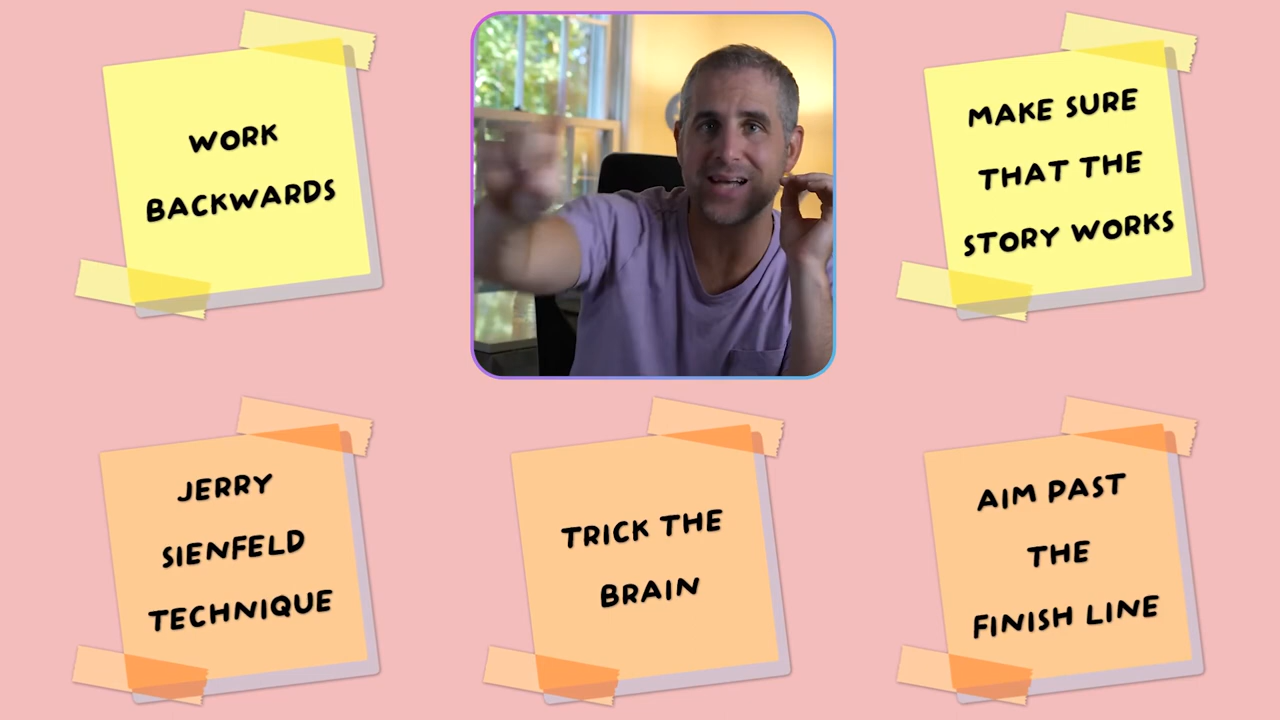 WORK
BACKWARDS
MAKE SURE
THAT THE
STORY WORKS
JERRY
SIENFELD
TECHNIQUE
TRICK THE
BRAIN
AIM PAST
THE
FINISH LINE